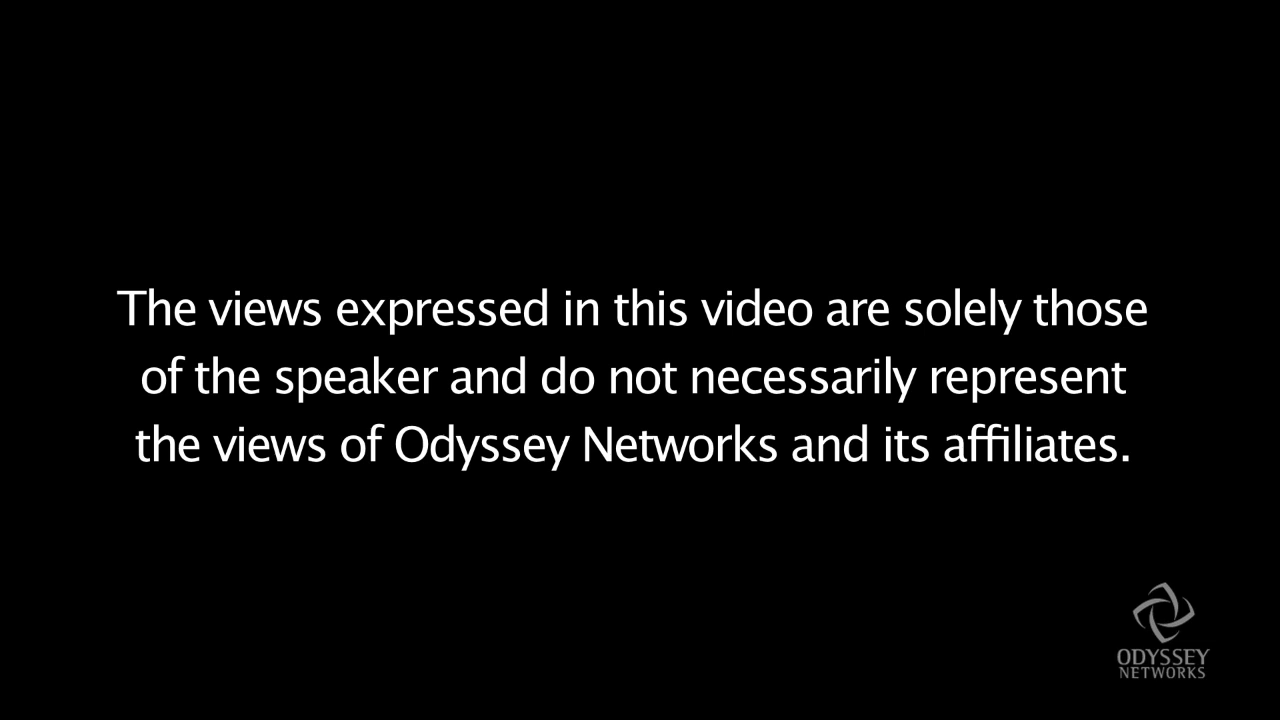 The views expressed in this video are solely those
of the speaker and do not necessarily represent
the views of Odyssey Networks and its affiliates.
ODYSSEY
NETWORKS